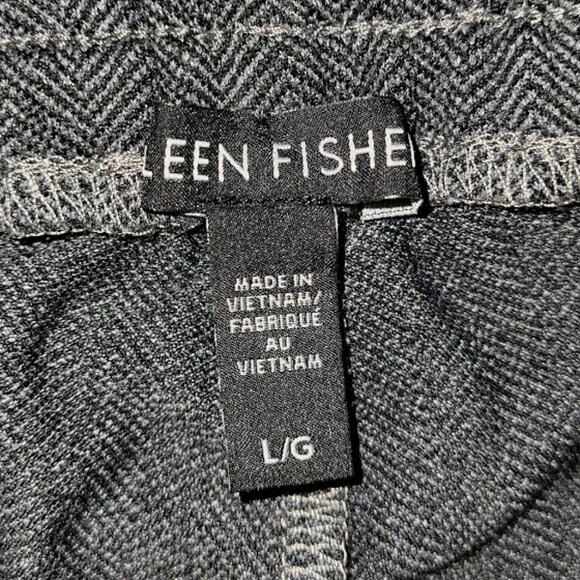 LEEN FISHE
MADE IN
VIETNAM/
FABRIQUÉ
AU
VIETNAM
L/G